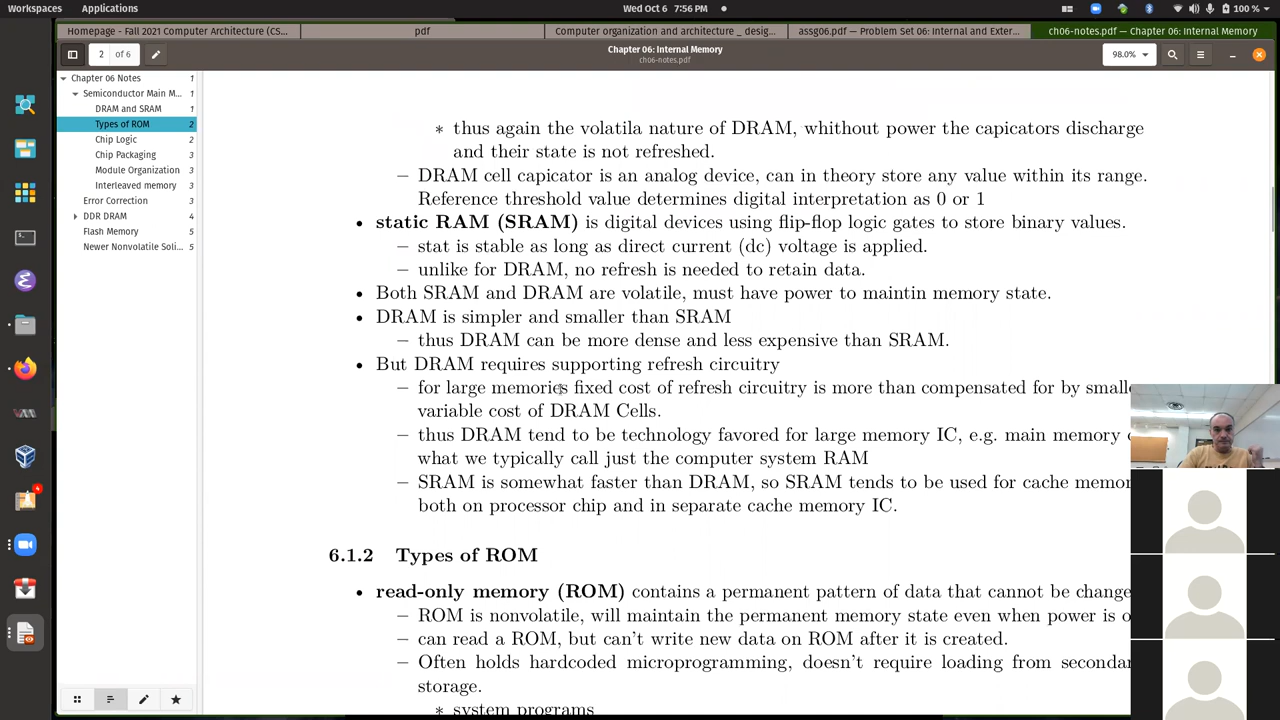 Workspaces Applications Wed Oct 6 7:56 PM 100 %
Homepage - Fall 2021 Computer Architecture (CS... pdf Computer organization and architecture _ desig... assg06.pdf — Problem Set 06: Internal and Exter... ch06-notes.pdf — Chapter 06: Internal Memory
2 of 6 Chapter 06: Internal Memory 98.0%
ch06-notes.pdf
Chapter 06 Notes 1
Semiconductor Main M... 1
DRAM and SRAM 1
Types of ROM 2
Chip Logic 2
Chip Packaging 3
Module Organization 3
Interleaved memory 3
Error Correction 3
DDR DRAM 4
Flash Memory 5
Newer Nonvolatile Soli... 5
∗ thus again the volatila nature of DRAM, whithout power the capicators discharge
and their state is not refreshed.
– DRAM cell capicator is an analog device, can in theory store any value within its range.
Reference threshold value determines digital interpretation as 0 or 1
• static RAM (SRAM) is digital devices using flip-flop logic gates to store binary values.
– stat is stable as long as direct current (dc) voltage is applied.
– unlike for DRAM, no refresh is needed to retain data.
• Both SRAM and DRAM are volatile, must have power to maintin memory state.
• DRAM is simpler and smaller than SRAM
– thus DRAM can be more dense and less expensive than SRAM.
• But DRAM requires supporting refresh circuitry
– for large memories fixed cost of refresh circuitry is more than compensated for by smalle
variable cost of DRAM Cells.
– thus DRAM tend to be technology favored for large memory IC, e.g. main memory
what we typically call just the computer system RAM
– SRAM is somewhat faster than DRAM, so SRAM tends to be used for cache memor
both on processor chip and in separate cache memory IC.
6.1.2 Types of ROM
• read-only memory (ROM) contains a permanent pattern of data that cannot be change
– ROM is nonvolatile, will maintain the permanent memory state even when power is o
– can read a ROM, but can't write new data on ROM after it is created.
– Often holds hardcoded microprogramming, doesn't require loading from secondar
storage.
∗ system programs